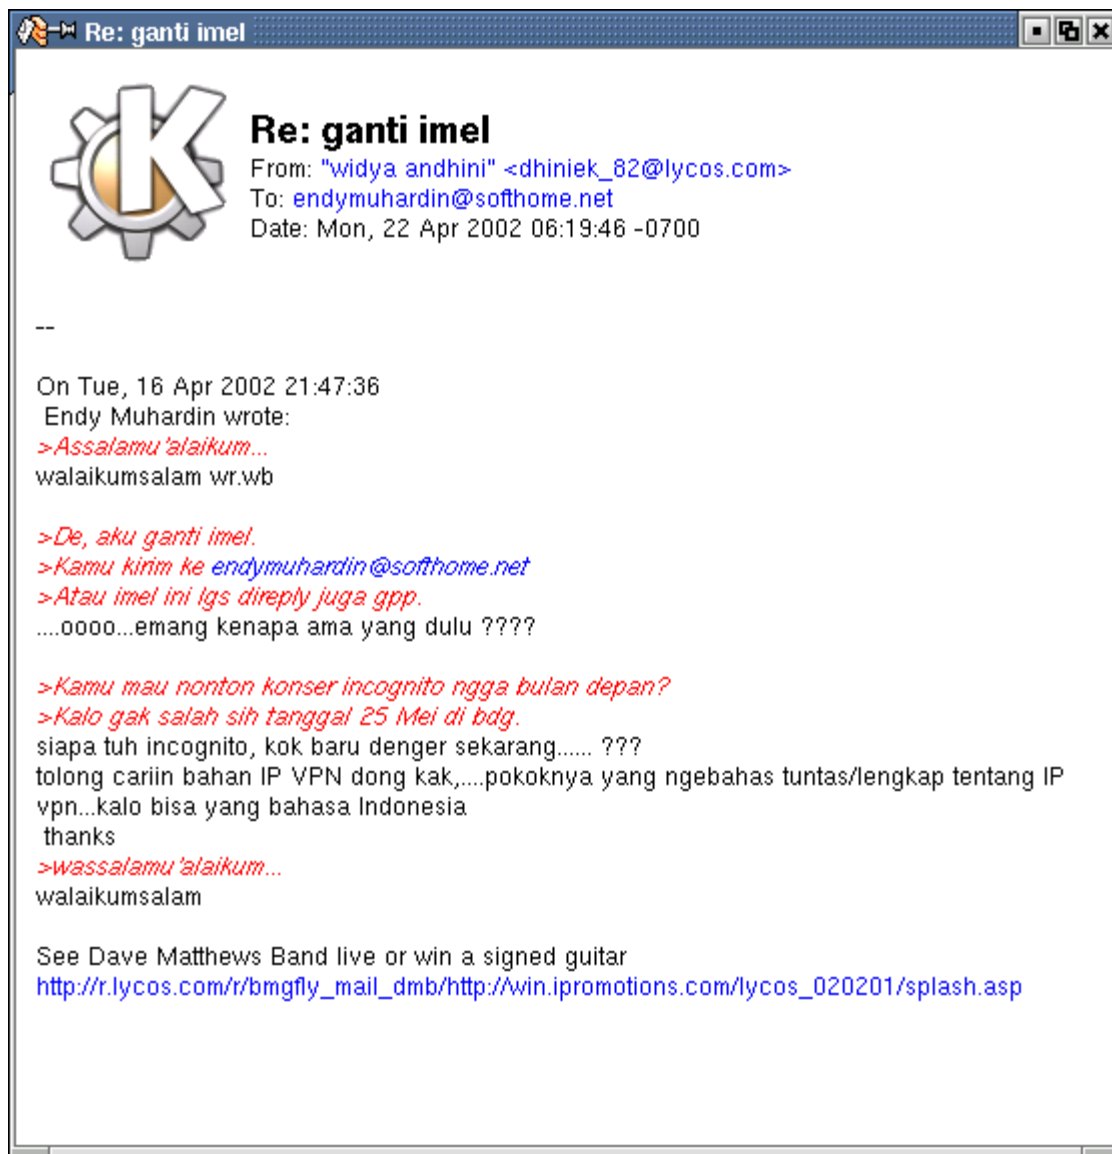 Re: ganti imel
K
Re: ganti imel
From: "widya andhini" <dhiniek_82@lycos.com>
To: endymuhardin@softhome.net
Date: Mon, 22 Apr 2002 06:19:46 -0700
--
On Tue, 16 Apr 2002 21:47:36
Endy Muhardin wrote:
>Assalamu'alaikum...
walaikumsalam wr.wb
>De, aku ganti imel.
>Kamu kirim ke endymuhardin@softhome.net
>Atau imel ini lgs direply juga gpp.
....oooo...emang kenapa ama yang dulu ????
>Kamu mau nonton konser incognito ngga bulan depan?
>Kalo gak salah sih tanggal 25 Mei di bdg.
siapa tuh incognito, kok baru denger sekarang...... ???
tolong cariin bahan IP VPN dong kak,....pokoknya yang ngebahas tuntas/lengkap tentang IP
vpn...kalo bisa yang bahasa Indonesia
thanks
>wassalamu'alaikum...
walaikumsalam
See Dave Matthews Band live or win a signed guitar
http://r.lycos.com/r/bmgfly_mail_dmb/http://win.ipromotions.com/lycos_020201/splash.asp